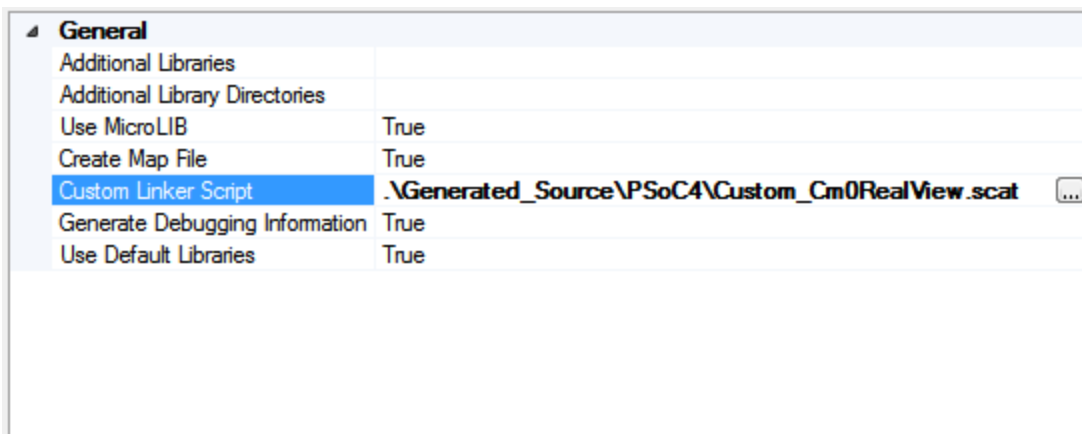 General
Additional Libraries
Additional Library Directories
Use MicroLIB True
Create Map File True
Custom Linker Script .\Generated_Source\PSoC4\Custom_Cm0RealView.scat ...
Generate Debugging Information True
Use Default Libraries True